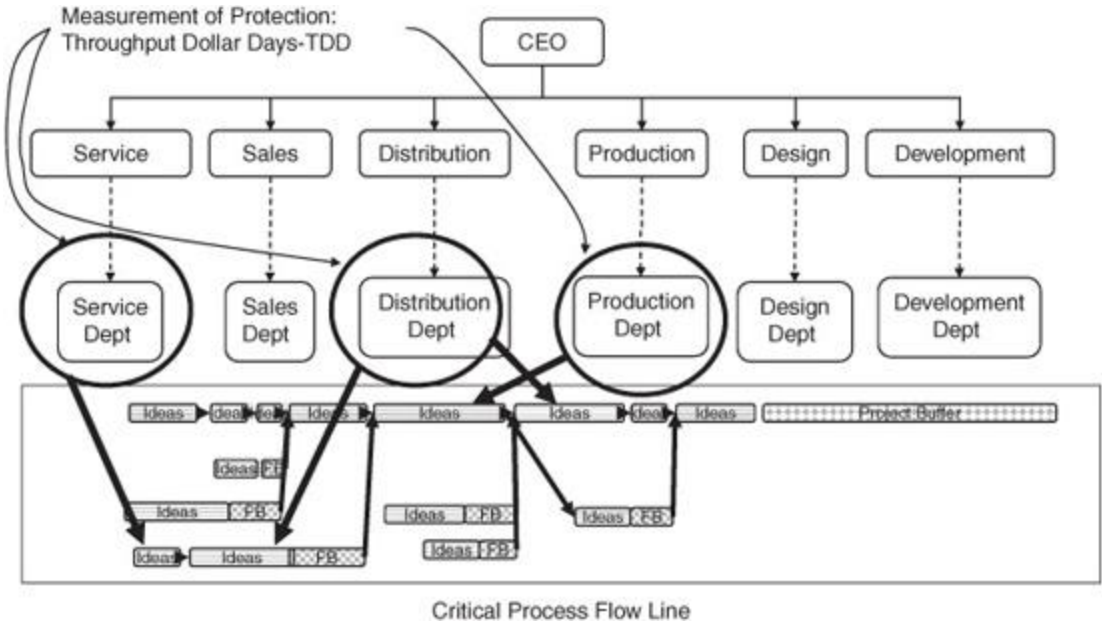 Measurement of Protection:
Throughput Dollar Days-TDD
CEO
Service
Sales
Distribution
Production
Design
Development
Service
Dept
Sales
Dept
Distribution
Dept
Production
Dept
Design
Dept
Development
Dept
Ideas
Ideas
Ideas
Ideas
Ideas
Ideas
Ideas
Ideas
Project Buffer
Ideas
FB
Ideas
FB
Ideas
FB
Ideas
FB
Ideas
Ideas
FB
Ideas
FB
Critical Process Flow Line